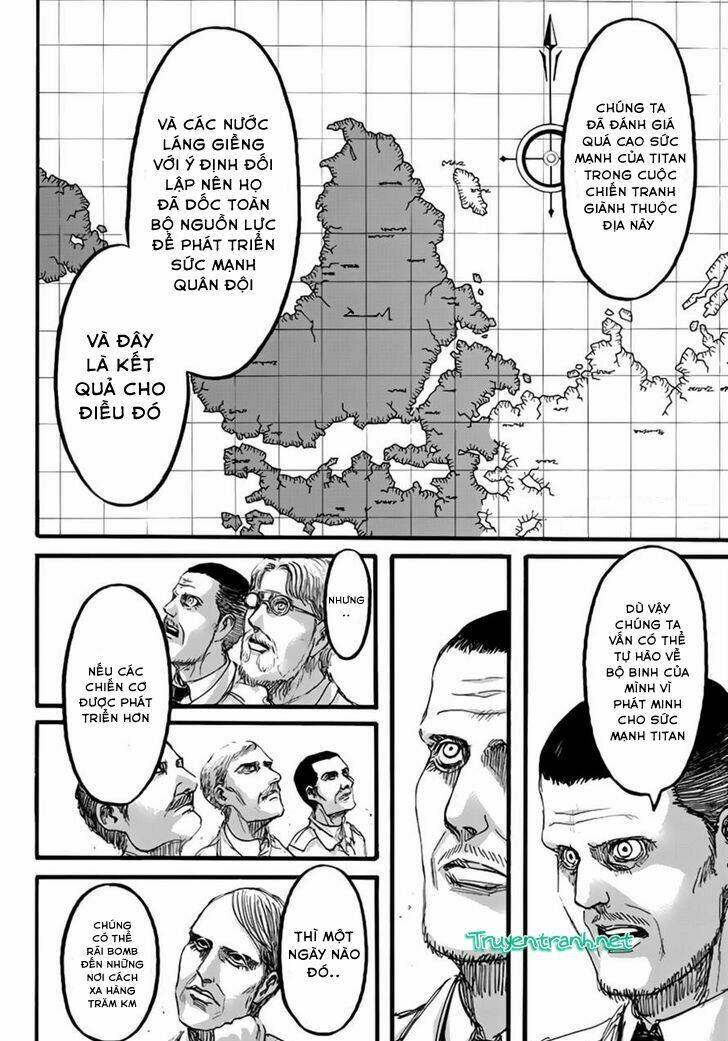 CHÚNG TA
ĐÃ ĐÁNH GIÁ
QUÁ CAO SỨC
MẠNH CỦA TITAN
TRONG CUỘC
CHIẾN TRANH
GIÀNH THUỘC
ĐỊA NÀY
VÀ CÁC NƯỚC
LÁNG GIỀNG
VỚI Ý ĐỊNH ĐỐI
LẬP NÊN HỌ
ĐÃ DỐC TOÀN
BỘ NGUỒN LỰC
ĐỂ PHÁT TRIỂN
SỨC MẠNH
QUÂN ĐỘI
VÀ ĐÂY
LÀ KẾT
QUẢ CHO
ĐIỀU ĐÓ
DÙ VẬY
CHÚNG TA
VẪN CÓ THỂ
TỰ HÀO VỀ
BỘ BINH CỦA
MÌNH VÌ
PHÁT MINH
CHO SỨC
MẠNH TITAN
NHƯNG
..
NẾU CÁC
CHIẾN CƠ
ĐƯỢC PHÁT
TRIỂN HƠN
THÌ MỘT
NGÀY NÀO
ĐÓ..
CHÚNG
CÓ THỂ
RÃI BOMB
ĐẾN NHỮNG
NƠI CÁCH
XA HÀNG
TRĂM KM
Truyentranh.net